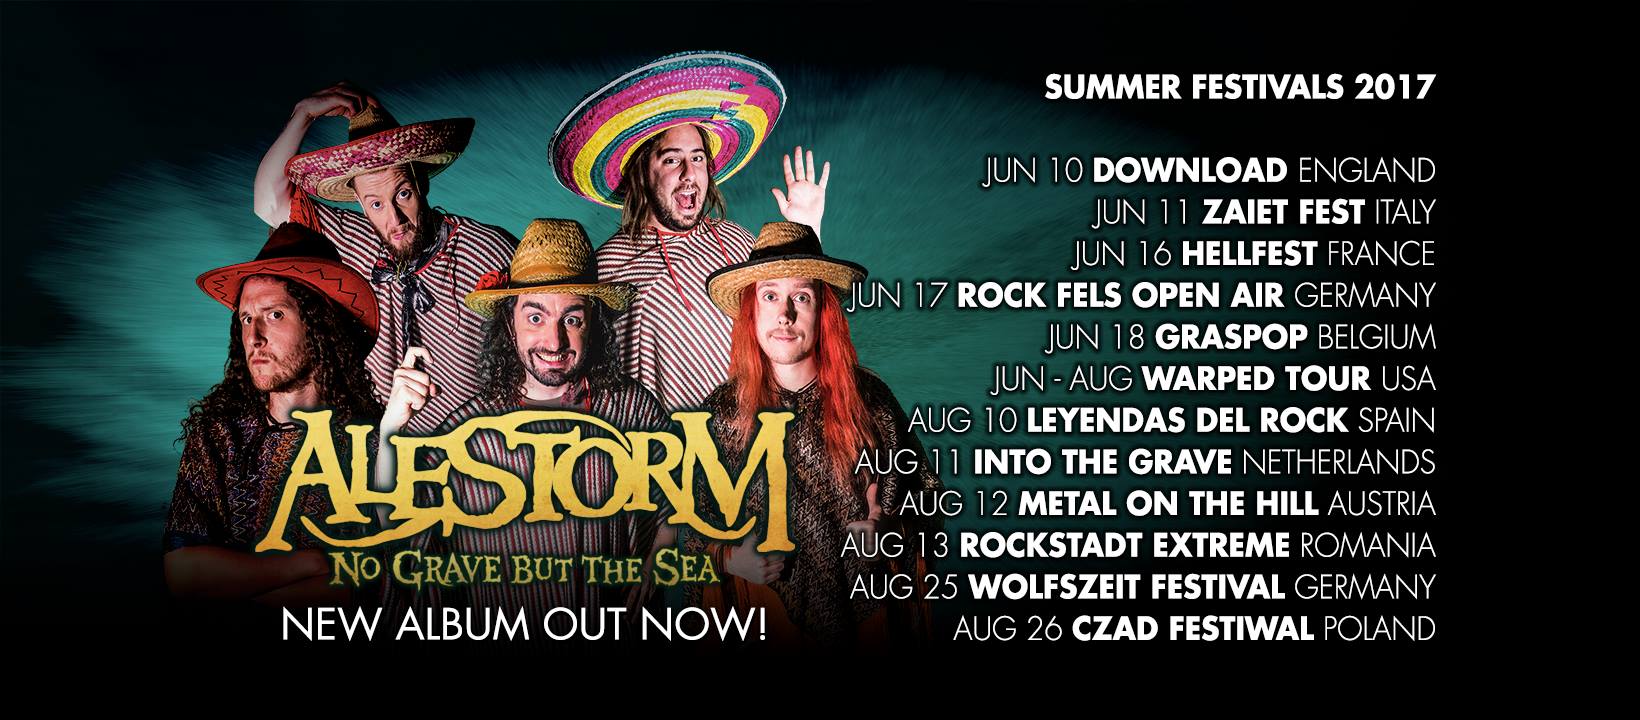 SUMMER FESTIVALS 2017
JUN 10 DOWNLOAD ENGLAND
JUN 11 ZAIET FEST ITALY
JUN 16 HELLFEST FRANCE
JUN 17 ROCK FELS OPEN AIR GERMANY
JUN 18 GRASPOP BELGIUM
JUN - AUG WARPED TOUR USA
AUG 10 LEYENDAS DEL ROCK SPAIN
AUG 11 INTO THE GRAVE NETHERLANDS
AUG 12 METAL ON THE HILL AUSTRIA
AUG 13 ROCKSTADT EXTREME ROMANIA
AUG 25 WOLFSZEIT FESTIVAL GERMANY
AUG 26 CZAD FESTIWAL POLAND
ALESTORM
NO GRAVE BUT THE SEA
NEW ALBUM OUT NOW!